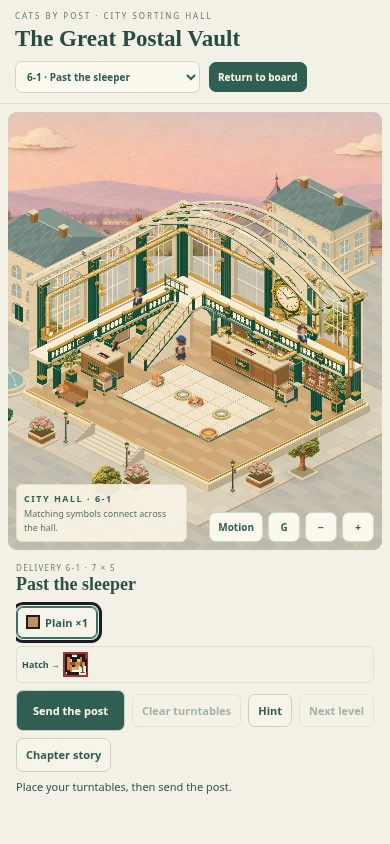 CATS BY POST · CITY SORTING HALL
The Great Postal Vault
6-1 · Past the sleeper
Return to board
CITY HALL · 6-1
Matching symbols connect across
the hall.
Motion
G
−
+
DELIVERY 6-1 · 7 × 5
Past the sleeper
Plain ×1
Hatch →
Send the post
Clear turntables
Hint
Next level
Chapter story
Place your turntables, then send the post.